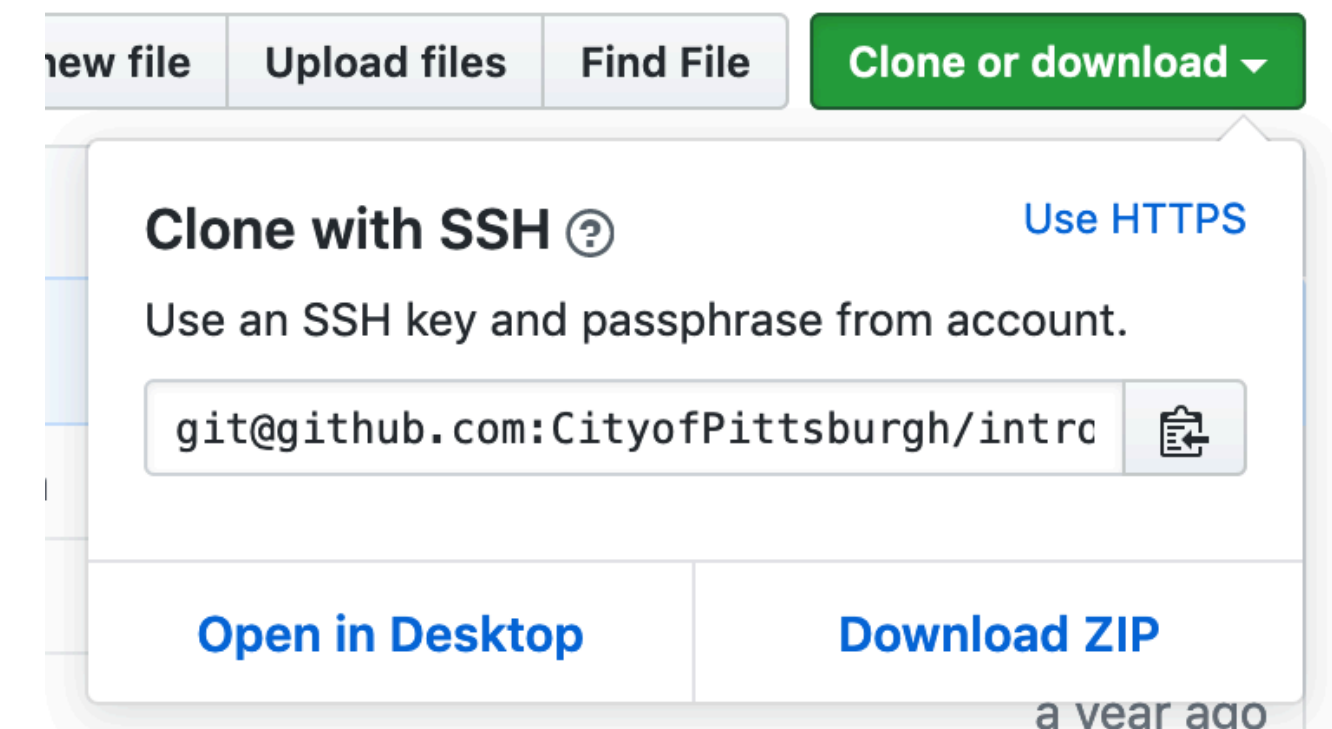 new file
Upload files
Find File
Clone or download
Clone with SSH
Use HTTPS
Use an SSH key and passphrase from account.
git@github.com:CityofPittsburgh/intro
Open in Desktop
Download ZIP
a year ago